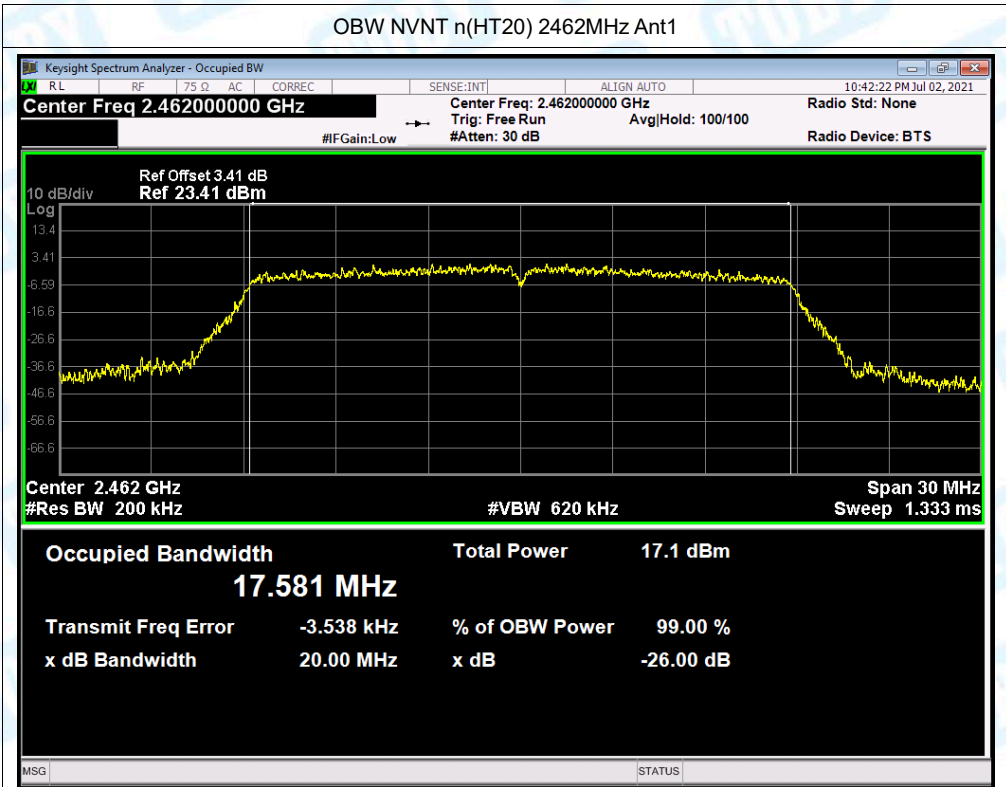 OBW NVNT n(HT20) 2462MHz Ant1
Keysight Spectrum Analyzer - Occupied BW
LXI RL RF 75 Ω AC CORREC SENSE:INT ALIGN AUTO 10:42:22 PM Jul 02, 2021
Center Freq 2.462000000 GHz Center Freq: 2.462000000 GHz Radio Std: None
Trig: Free Run Avg|Hold: 100/100
#IFGain:Low #Atten: 30 dB Radio Device: BTS
Ref Offset 3.41 dB
10 dB/div Ref 23.41 dBm
Log
13.4
3.41
-6.59
-16.6
-26.6
-36.6
-46.6
-56.6
-66.6
Center 2.462 GHz Span 30 MHz
#Res BW 200 kHz #VBW 620 kHz Sweep 1.333 ms
Occupied Bandwidth Total Power 17.1 dBm
17.581 MHz
Transmit Freq Error -3.538 kHz % of OBW Power 99.00 %
x dB Bandwidth 20.00 MHz x dB -26.00 dB
MSG STATUS